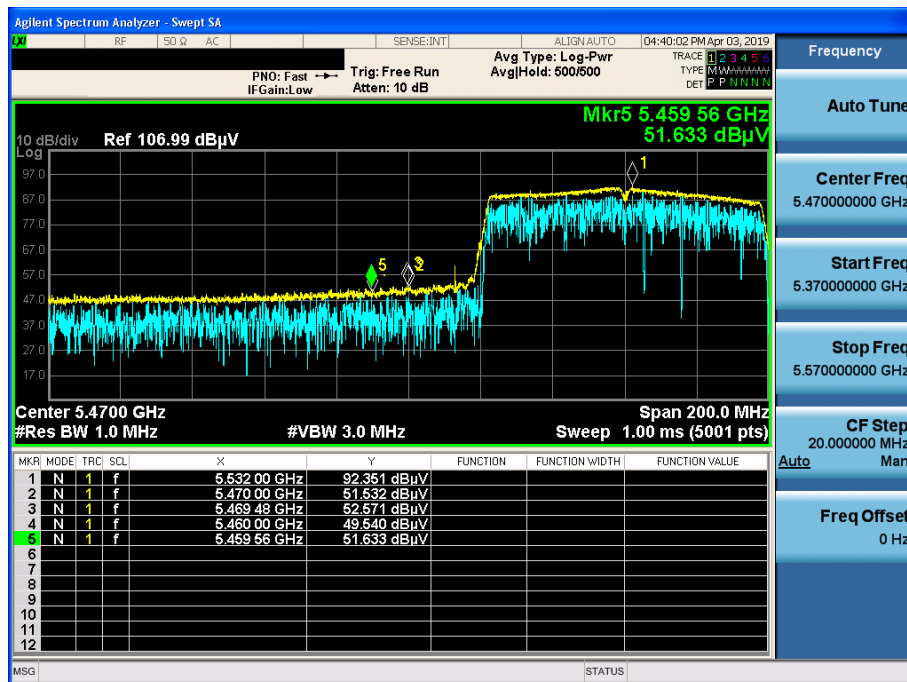 Agilent Spectrum Analyzer - Swept SA
LXI RF 50 Ω AC SENSE:INT ALIGN AUTO 04:40:02 PM Apr 03, 2019
Frequency
PNO: Fast
IFGain:Low
Trig: Free Run
Atten: 10 dB
Avg Type: Log-Pwr
Avg|Hold: 500/500
TRACE 1 2 3 4 5 6
TYPE M
DET P P N N N N
Mkr5 5.459 56 GHz
51.633 dBµV
10 dB/div Ref 106.99 dBµV
Log
97.0
87.0
77.0
67.0
57.0
47.0
37.0
27.0
17.0
1
5
Center 5.4700 GHz Span 200.0 MHz
#Res BW 1.0 MHz #VBW 3.0 MHz Sweep 1.00 ms (5001 pts)
MKR MODE TRC SCL X Y FUNCTION FUNCTION WIDTH FUNCTION VALUE
1 N 1 f 5.532 00 GHz 92.351 dBµV
2 N 1 f 5.470 00 GHz 51.532 dBµV
3 N 1 f 5.469 48 GHz 52.571 dBµV
4 N 1 f 5.460 00 GHz 49.540 dBµV
5 N 1 f 5.459 56 GHz 51.633 dBµV
6
7
8
9
10
11
12
MSG STATUS
Auto Tune
Center Freq
5.470000000 GHz
Start Freq
5.370000000 GHz
Stop Freq
5.570000000 GHz
CF Step
20.000000 MHz
Auto Man
Freq Offset
0 Hz